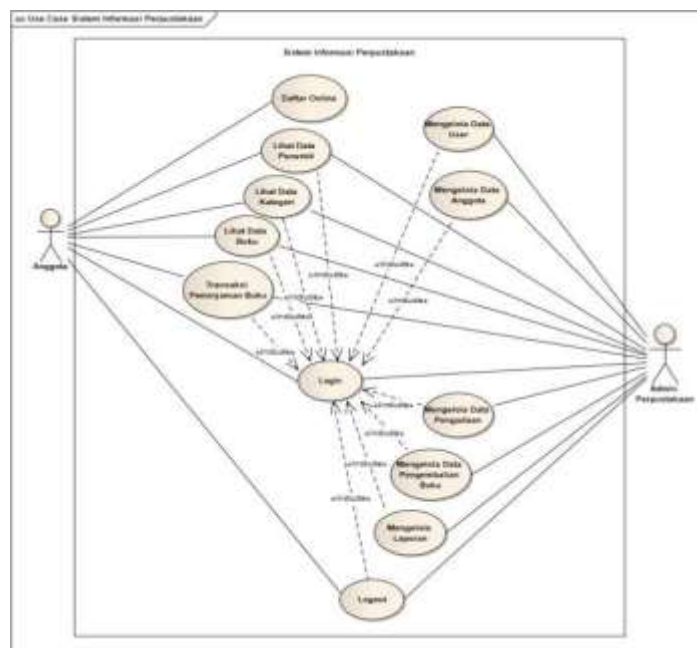 uc Use Case Sistem Informasi Perpustakaan
Sistem Informasi Perpustakaan
Daftar Online
Mengelola Data
User
Lihat Data
Penerbit
Lihat Data
Kategori
Mengelola Data
Anggota
Lihat Data
Buku
Anggota
«include»
«include»
«include»
Transaksi
Peminjaman Buku
«include»
«include»
«include»
Login
Admin
Perpustakaan
«include»
Mengelola Data
«include»
Mengelola Data
Pengembalian
Buku
«include»
«include»
Mengelola
Laporan
Logout